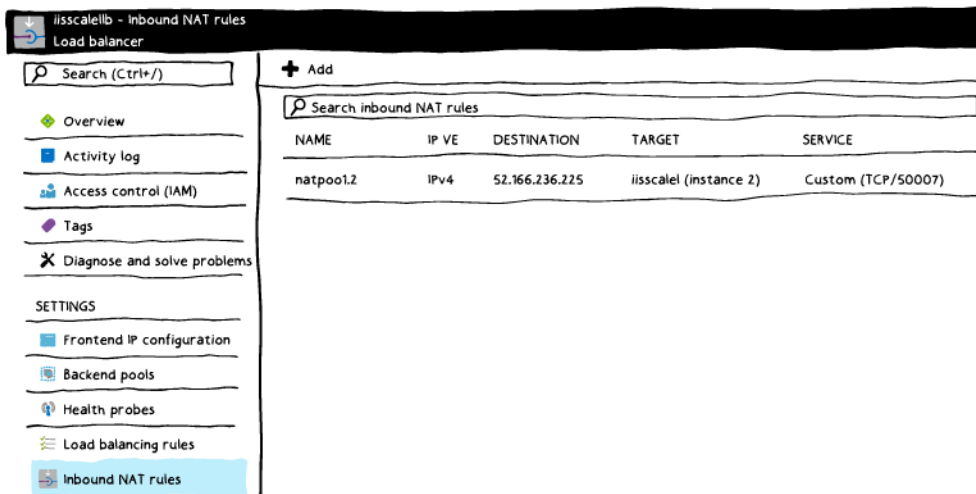 iisscalellb - Inbound NAT rules
Load balancer
Search (Ctrl+/)
Overview
Activity log
Access control (IAM)
Tags
Diagnose and solve problems
SETTINGS
Frontend IP configuration
Backend pools
Health probes
Load balancing rules
Inbound NAT rules
Add
Search inbound NAT rules
NAME IP VE DESTINATION TARGET SERVICE
natpool.2 IPv4 52.166.236.225 iisscalel (instance 2) Custom (TCP/50007)